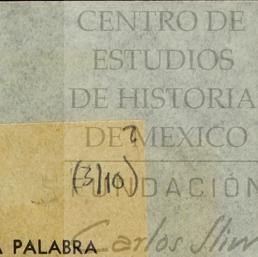 CENTRO DE
ESTUDIOS
DE HISTORIA
DE MEXICO
?
(3/10)
FUNDACIÓN
A PALABRA
Carlos Slim